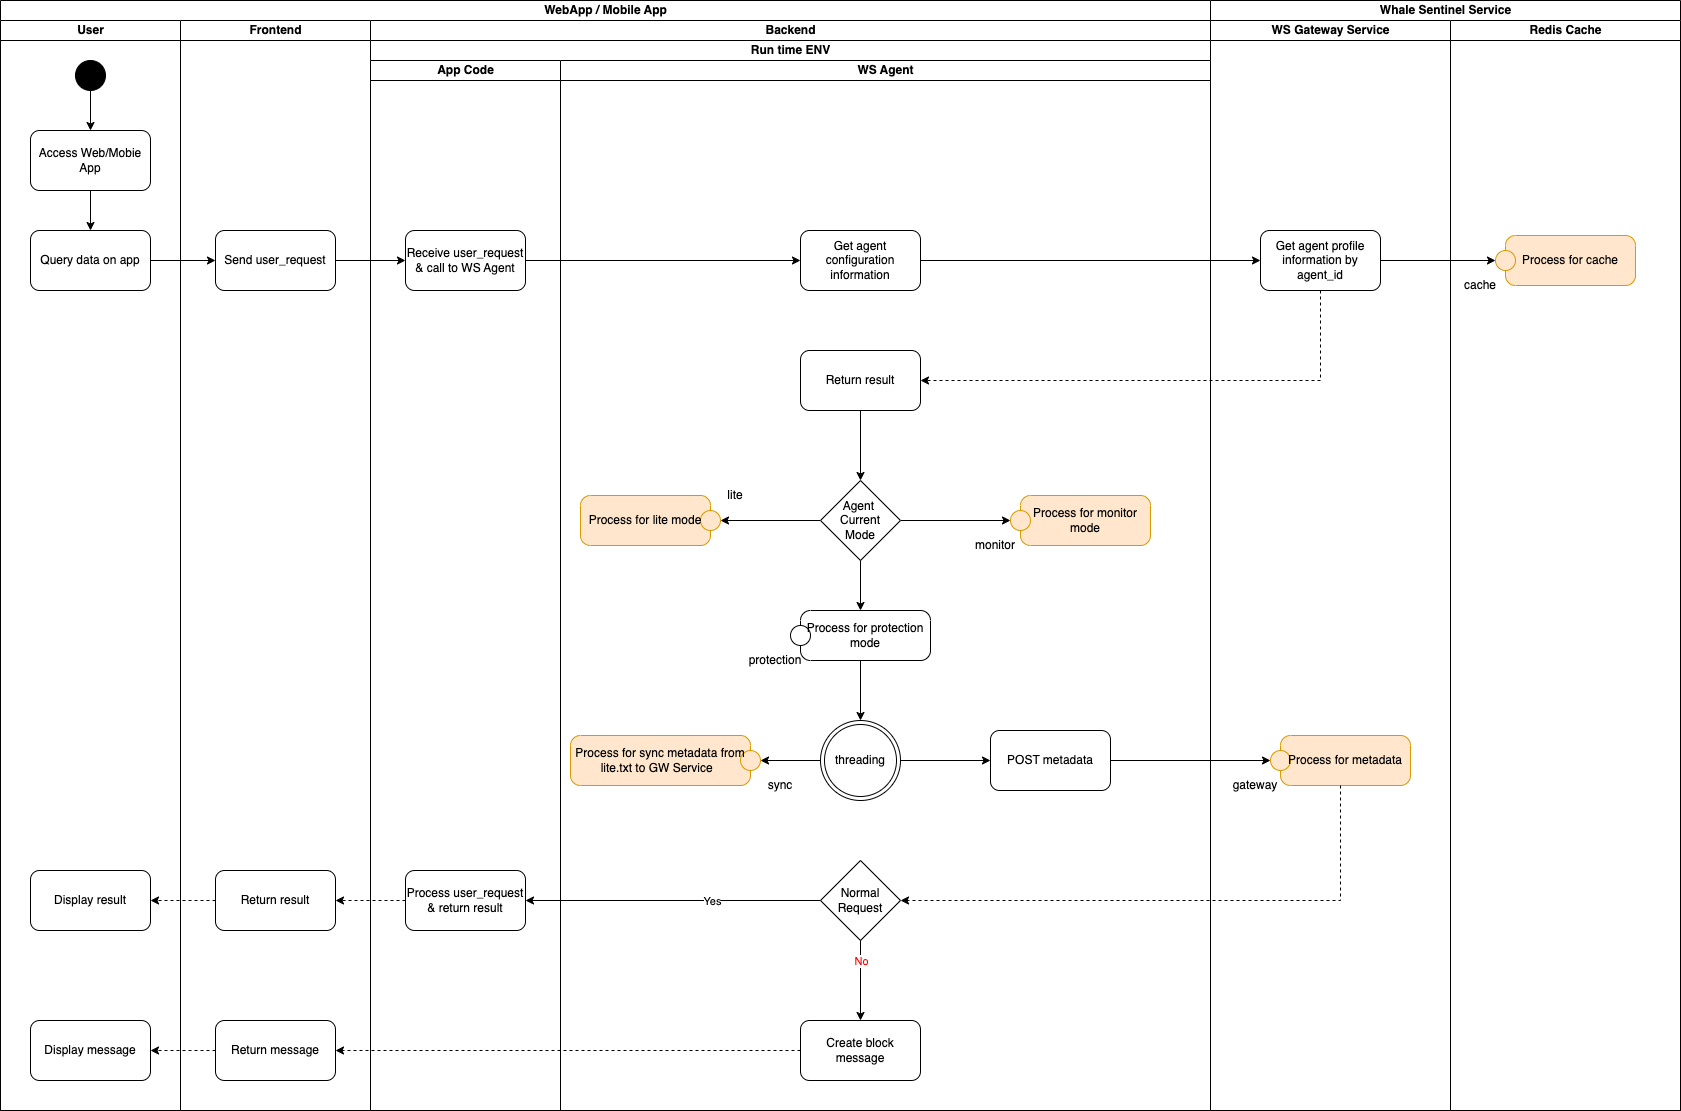 WebApp / Mobile App
Whale Sentinel Service
User
Frontend
Backend
WS Gateway Service
Redis Cache
Run time ENV
App Code
WS Agent
Access Web/Mobie
App
Query data on app
Send user_request
Receive user_request
& call to WS Agent
Get agent
configuration
information
Get agent profile
information by
agent_id
Process for cache
cache
Return result
lite
Process for lite mode
Agent
Current
Mode
Process for monitor
mode
monitor
Process for protection
mode
protection
Process for sync metadata from
lite.txt to GW Service
sync
threading
POST metadata
Process for metadata
gateway
Display result
Return result
Process user_request
& return result
Yes
Normal
Request
No
Display message
Return message
Create block
message